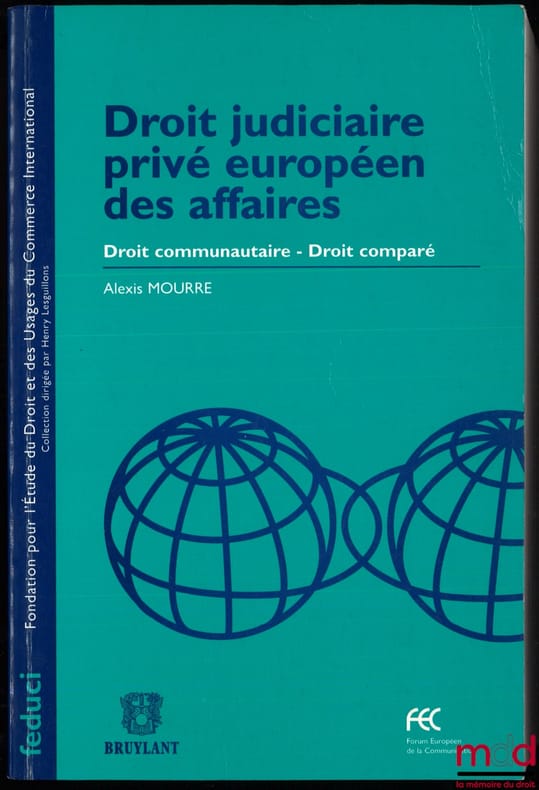 Droit judiciaire
privé européen
des affaires
Droit communautaire - Droit comparé
Alexis MOURRE
Fondation pour l'Étude du Droit et des Usages du Commerce International
Collection dirigée par Henry Lesguillons
feduci
BRUYLANT
FEC
Forum Européen
de la
mdd
la mémoire du droit